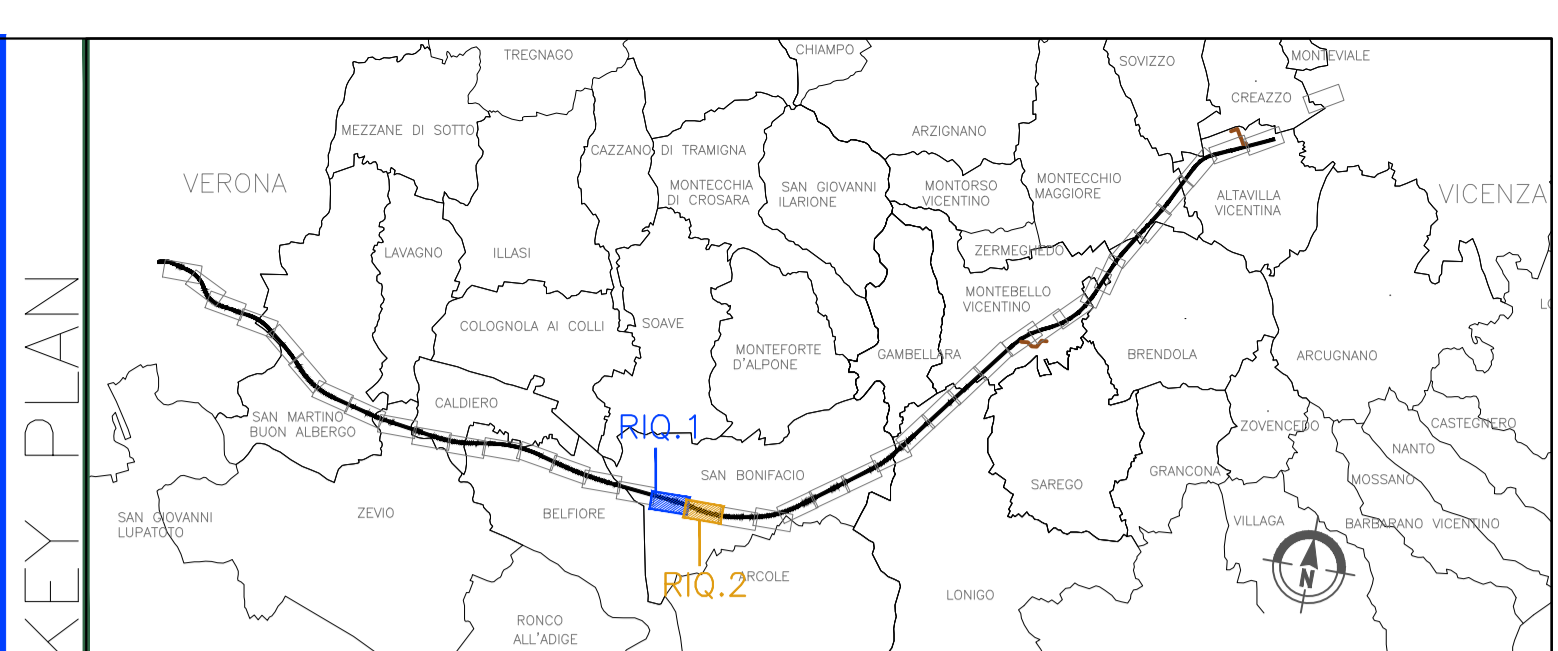 KEY PLAN
TREGNAGO
CHIAMPO
SOVIZZO
MONTEVIALE
CREAZZO
MEZZANE DI SOTTO
ARZIGNANO
CAZZANO DI TRAMIGNA
VERONA
MONTECCHIA
DI CROSARA
SAN GIOVANNI
ILARIONE
MONTORSO
VICENTINO
MONTECCHIO
MAGGIORE
ALTAVILLA
VICENTINA
VICENZA
LAVAGNO
ILLASI
ZERMEGHEDO
MONTEBELLO
VICENTINO
COLOGNOLA AI COLLI
SOAVE
MONTEFORTE
D'ALPONE
GAMBELLARA
BRENDOLA
ARCUGNANO
CALDIERO
SAN MARTINO
BUON ALBERGO
RIQ.1
ZOVENCEDO
CASTEGNERO
NANTO
SAN BONIFACIO
SAREGO
GRANCONA
MOSSANO
SAN GIOVANNI
LUPATOTO
ZEVIO
BELFIORE
VILLAGA
BARBARANO VICENTINO
RIQ.2
ARCOLE
LONIGO
N
RONCO
ALL'ADIGE